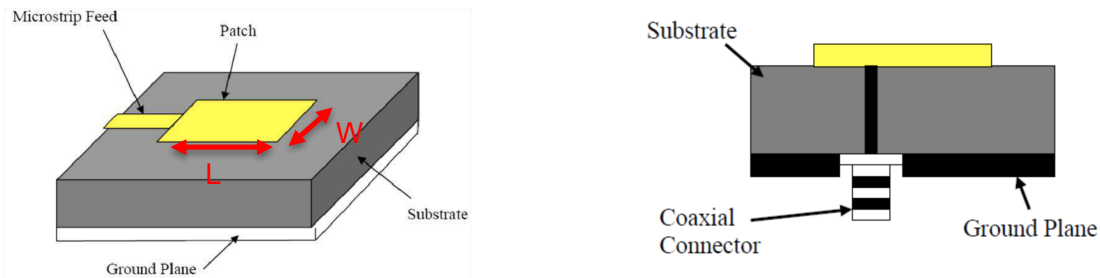 Microstrip Feed
Patch
W
L
Substrate
Ground Plane
Substrate
Coaxial
Connector
Ground Plane